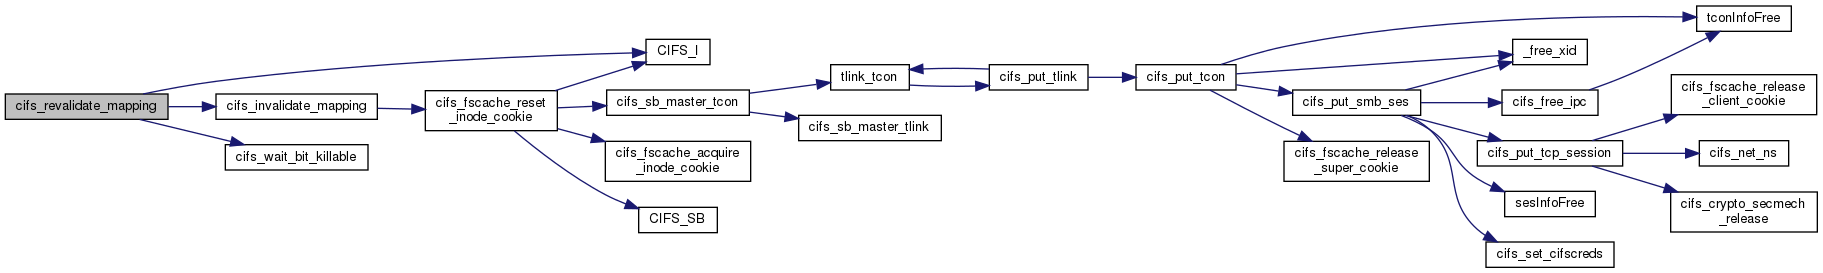 cifs_revalidate_mapping
CIFS_I
cifs_invalidate_mapping
cifs_wait_bit_killable
cifs_fscache_reset
_inode_cookie
cifs_sb_master_tcon
cifs_fscache_acquire
_inode_cookie
CIFS_SB
tlink_tcon
cifs_sb_master_tlink
cifs_put_tlink
cifs_put_tcon
tconInfoFree
_free_xid
cifs_put_smb_ses
cifs_fscache_release
_super_cookie
cifs_free_ipc
cifs_put_tcp_session
sesInfoFree
cifs_set_cifscreds
cifs_fscache_release
_client_cookie
cifs_net_ns
cifs_crypto_secmech
_release